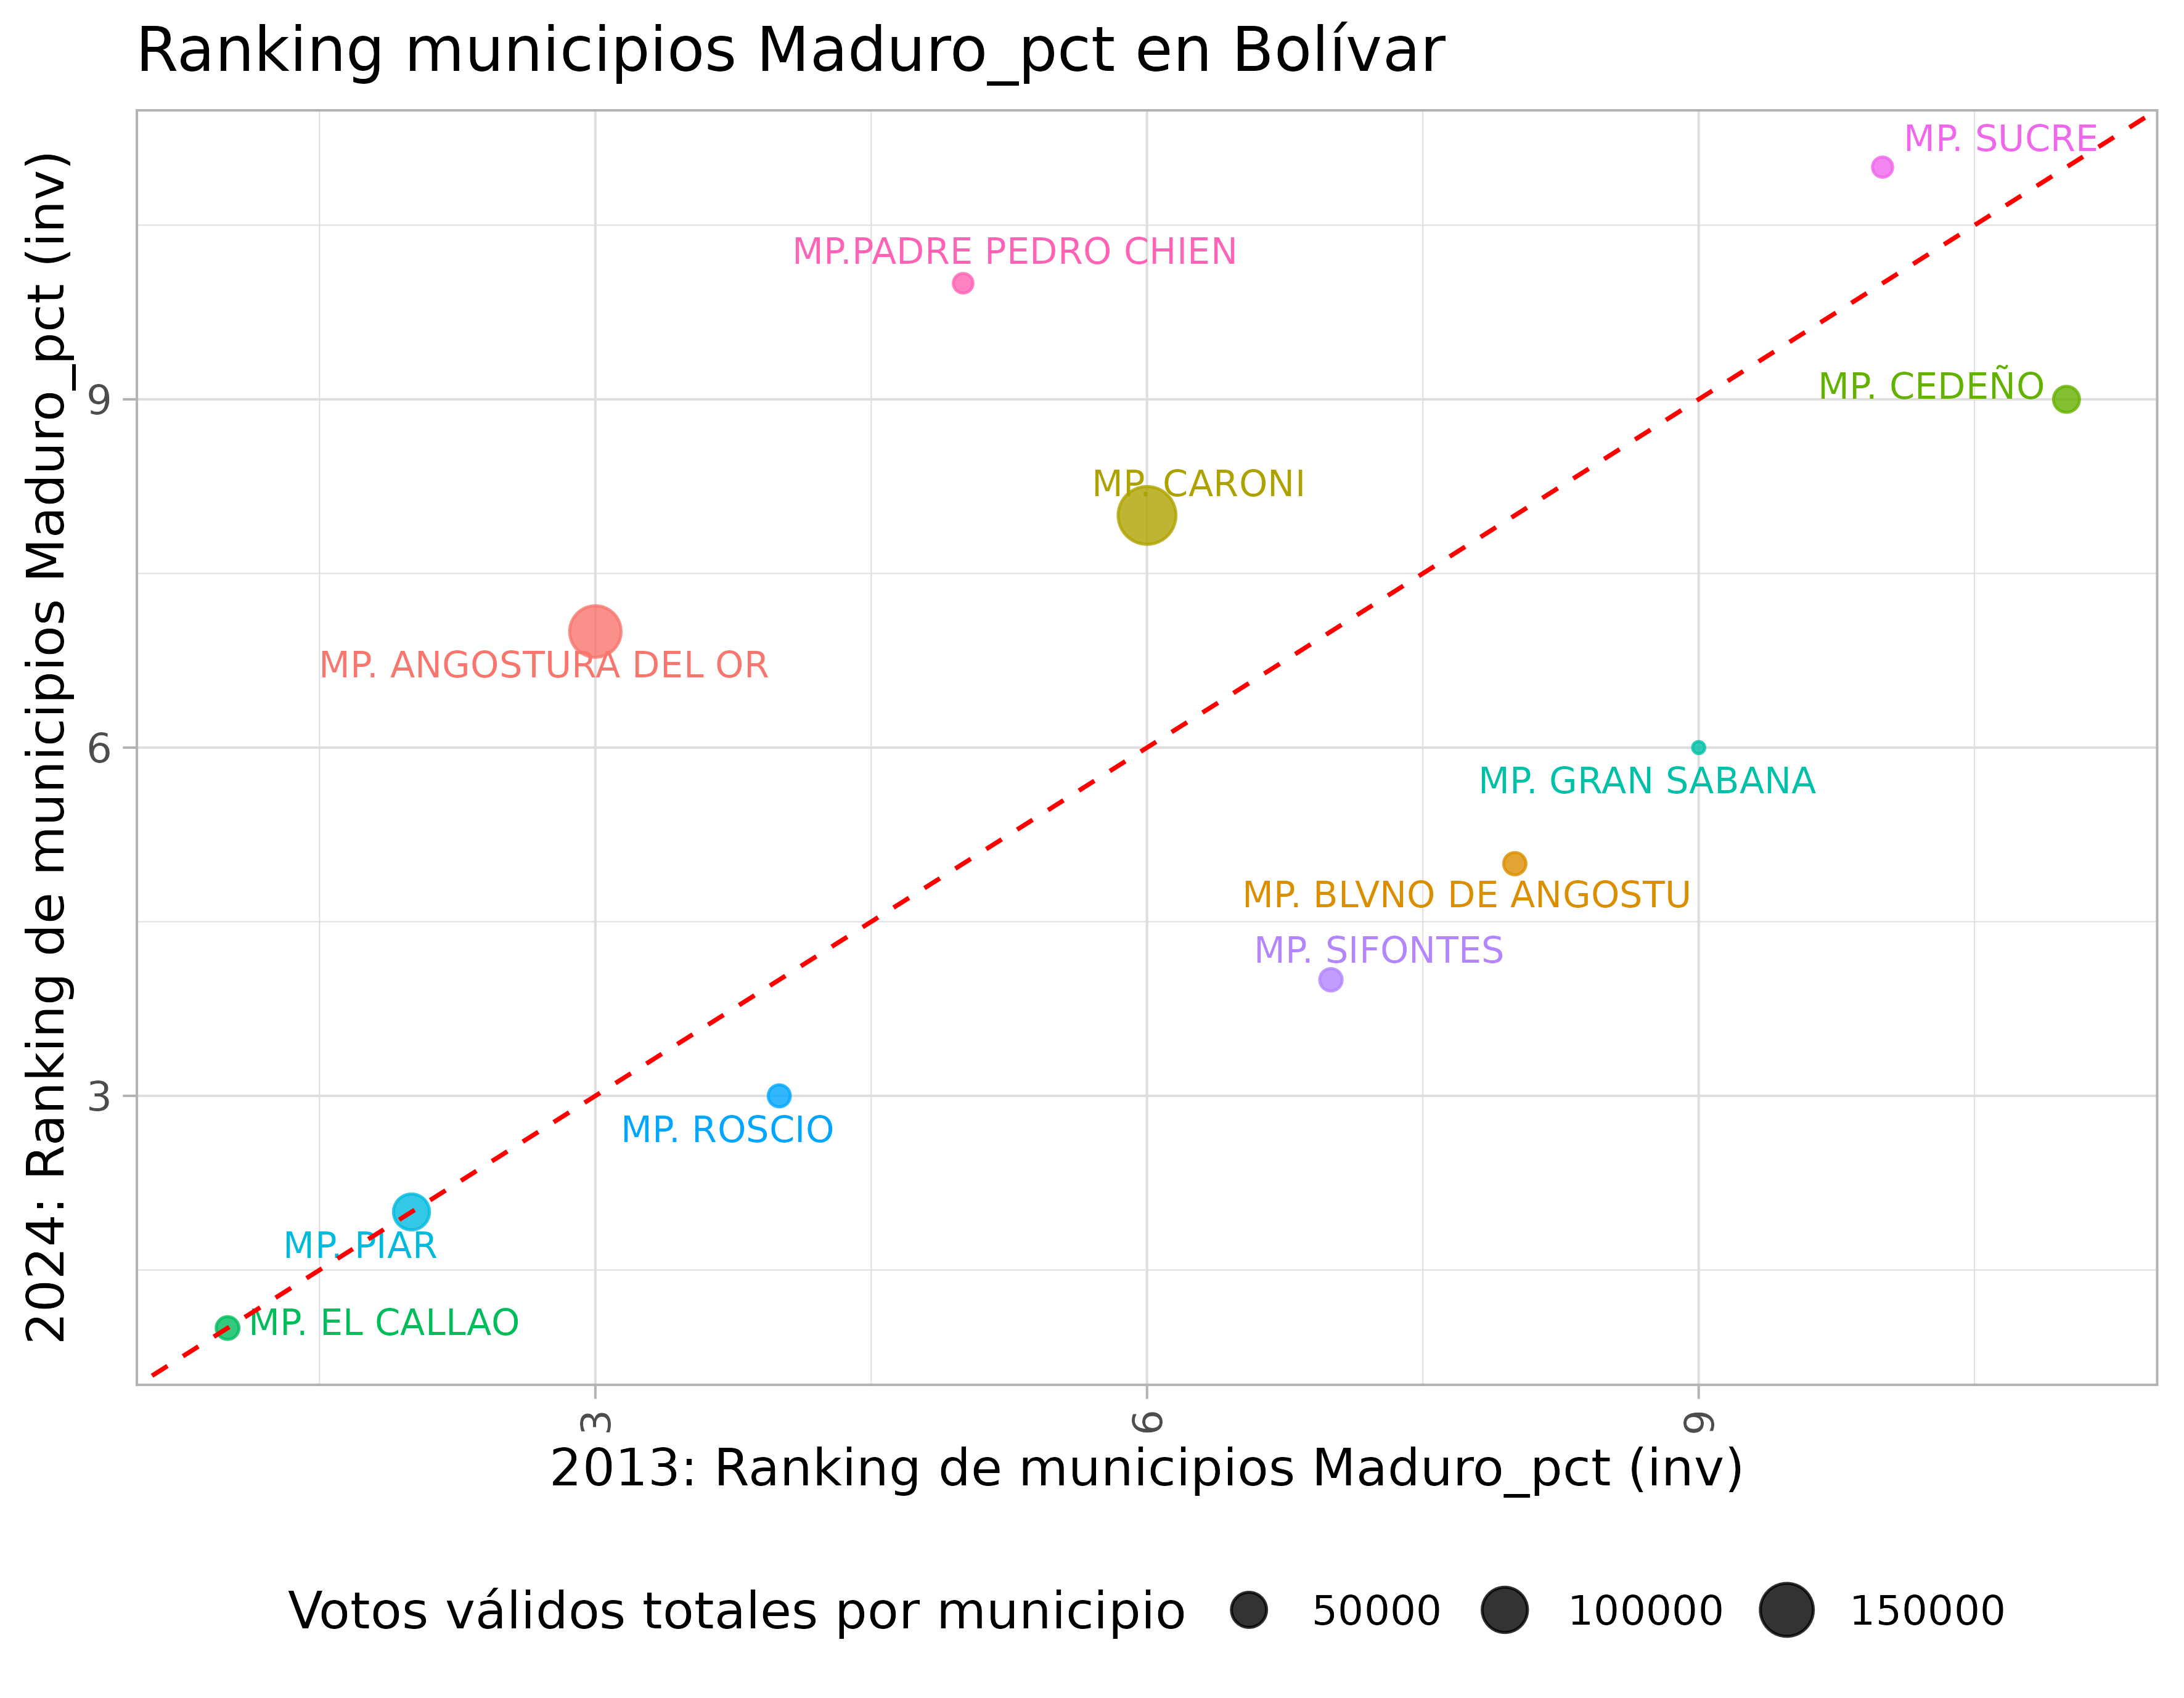 Ranking municipios Maduro_pct en Bolívar
2024: Ranking de municipios Maduro_pct (inv)
MP. SUCRE
MP.PADRE PEDRO CHIEN
9
MP. CEDEÑO
MP. CARONI
MP. ANGOSTURA DEL OR
6
MP. GRAN SABANA
MP. BLVNO DE ANGOSTU
MP. SIFONTES
3
MP. ROSCIO
MP. PIAR
MP. EL CALLAO
3 6 9
2013: Ranking de municipios Maduro_pct (inv)
Votos válidos totales por municipio 50000 100000 150000